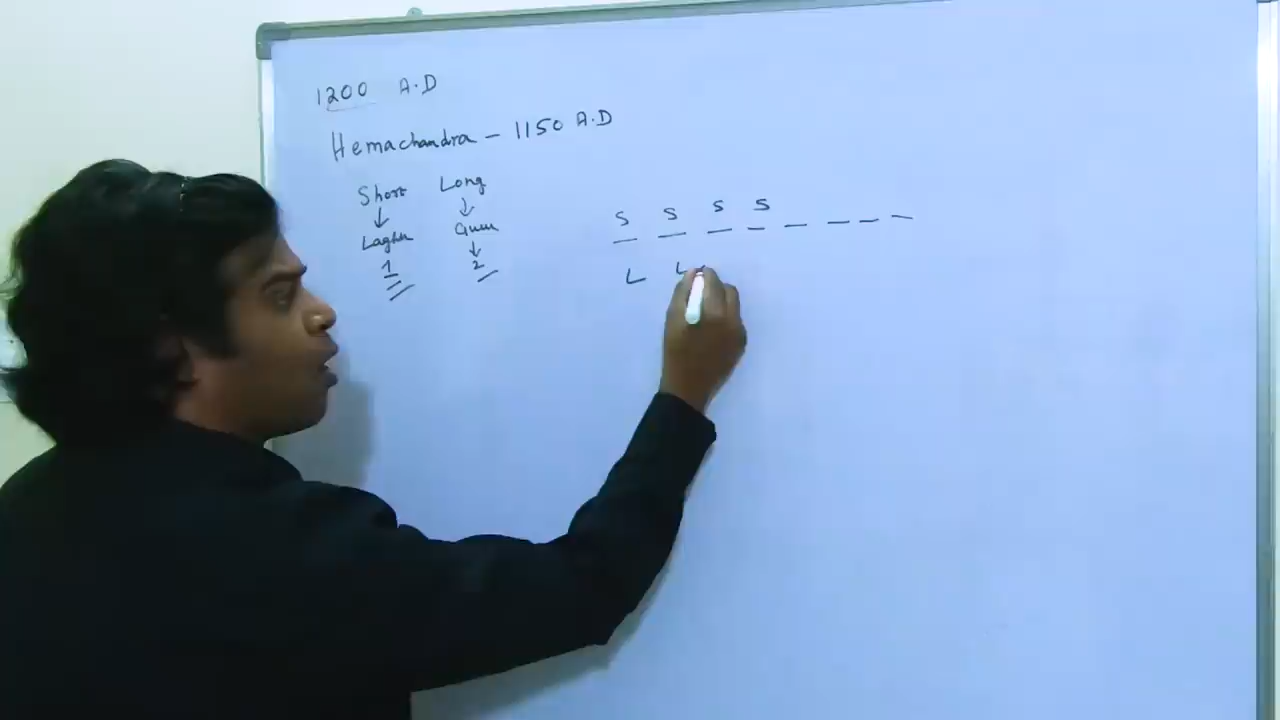 1200 A.D
Hemachandra – 1150 A.D
Short Long
↓ ↓
Laghu Guru
↓
1 2
S S S S
L L